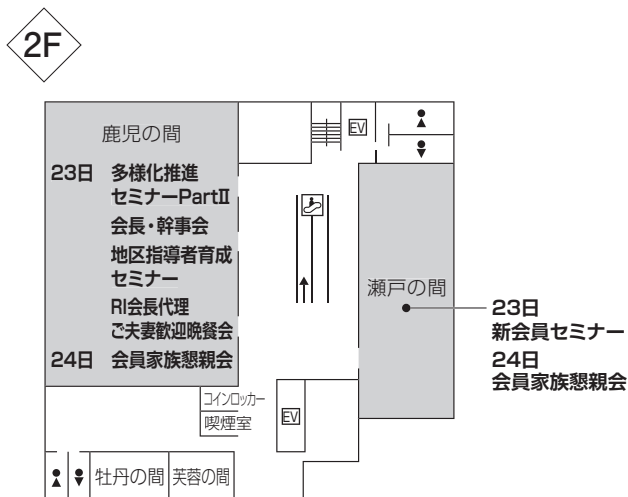 2F
鹿児の間
23日 多様化推進
セミナーPartⅡ
会長・幹事会
地区指導者育成
セミナー
RI会長代理
ご夫妻歓迎晩餐会
24日 会員家族懇親会
EV
瀬戸の間
23日
新会員セミナー
24日
会員家族懇親会
コインロッカー
喫煙室
EV
牡丹の間
芙蓉の間